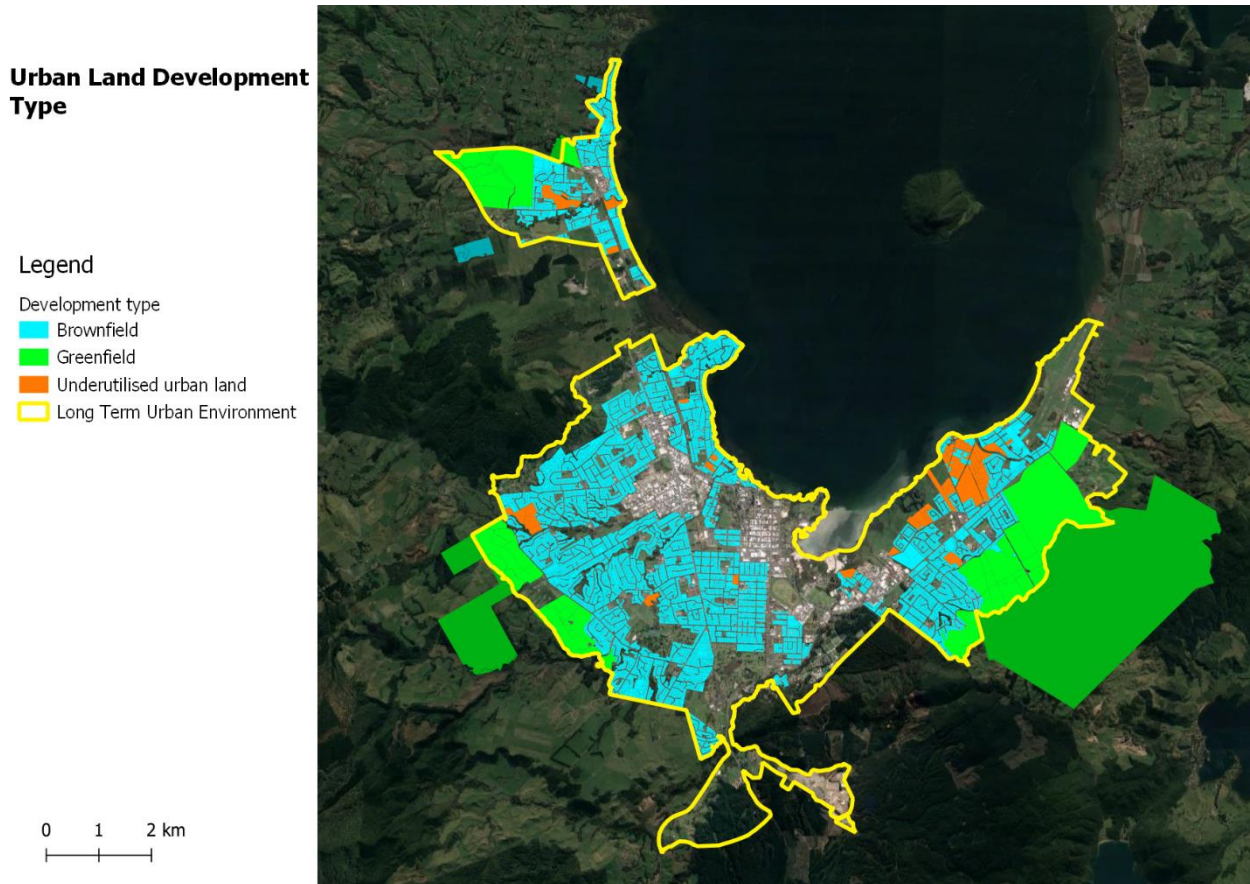 Urban Land Development
Type
Legend
Development type
Brownfield
Greenfield
Underutilised urban land
Long Term Urban Environment
0 1 2 km